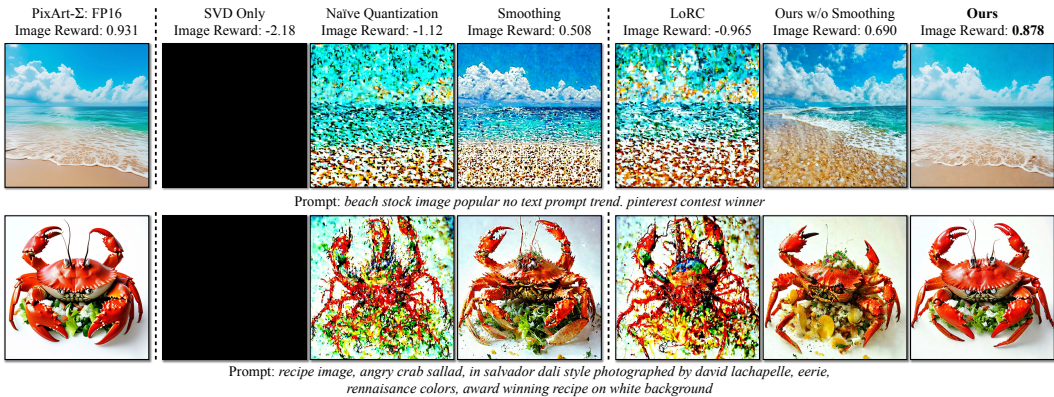 PixArt-Σ: FP16
Image Reward: 0.931
SVD Only
Image Reward: -2.18
Naïve Quantization
Image Reward: -1.12
Smoothing
Image Reward: 0.508
LoRC
Image Reward: -0.965
Ours w/o Smoothing
Image Reward: 0.690
Ours
Image Reward: 0.878
Prompt: beach stock image popular no text prompt trend. pinterest contest winner
Prompt: recipe image, angry crab sallad, in salvador dali style photographed by david lachapelle, eerie,
rennaisance colors, award winning recipe on white background